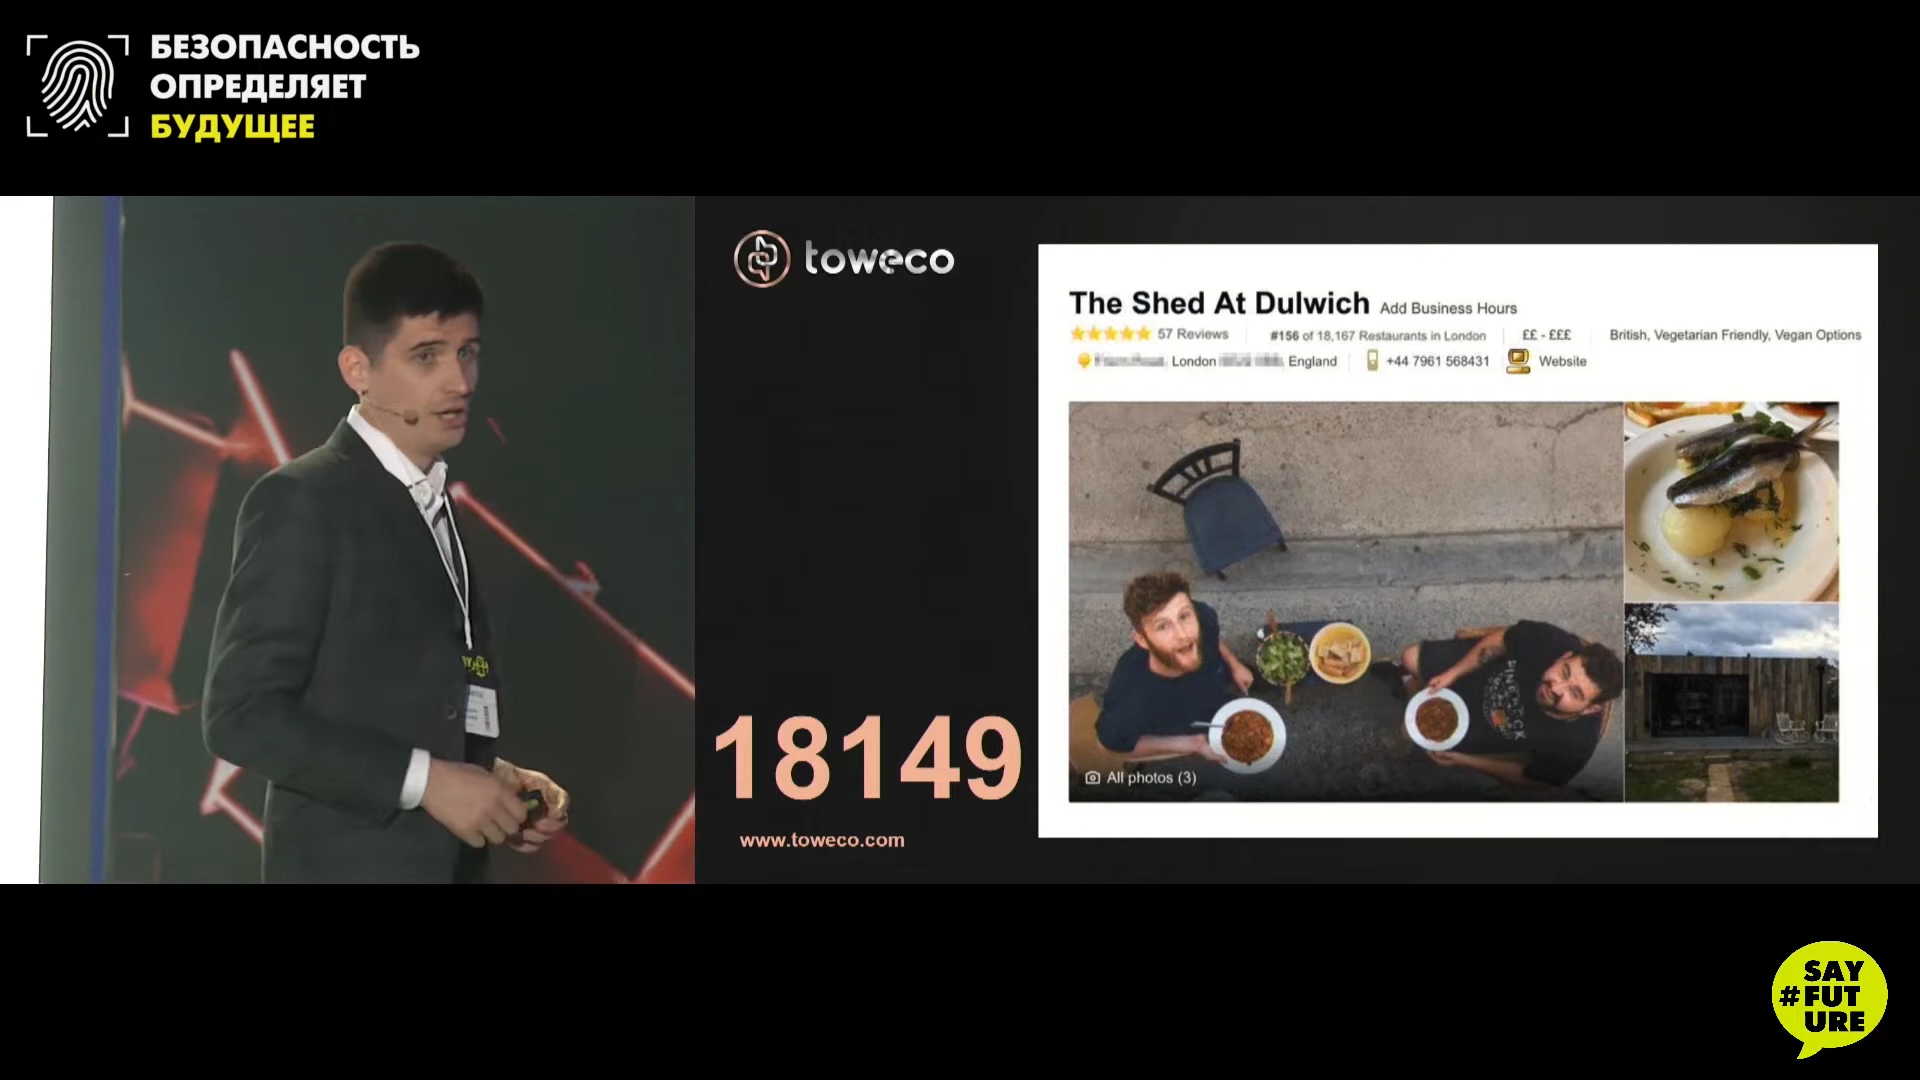 БЕЗОПАСНОСТЬ
ОПРЕДЕЛЯЕТ
БУДУЩЕЕ
toweco
The Shed At Dulwich Add Business Hours
57 Reviews #156 of 18,167 Restaurants in London ££ - £££ British, Vegetarian Friendly, Vegan Options
London England +44 7961 568431 Website
All photos (3)
18149
www.toweco.com
SAY
#FUT
URE